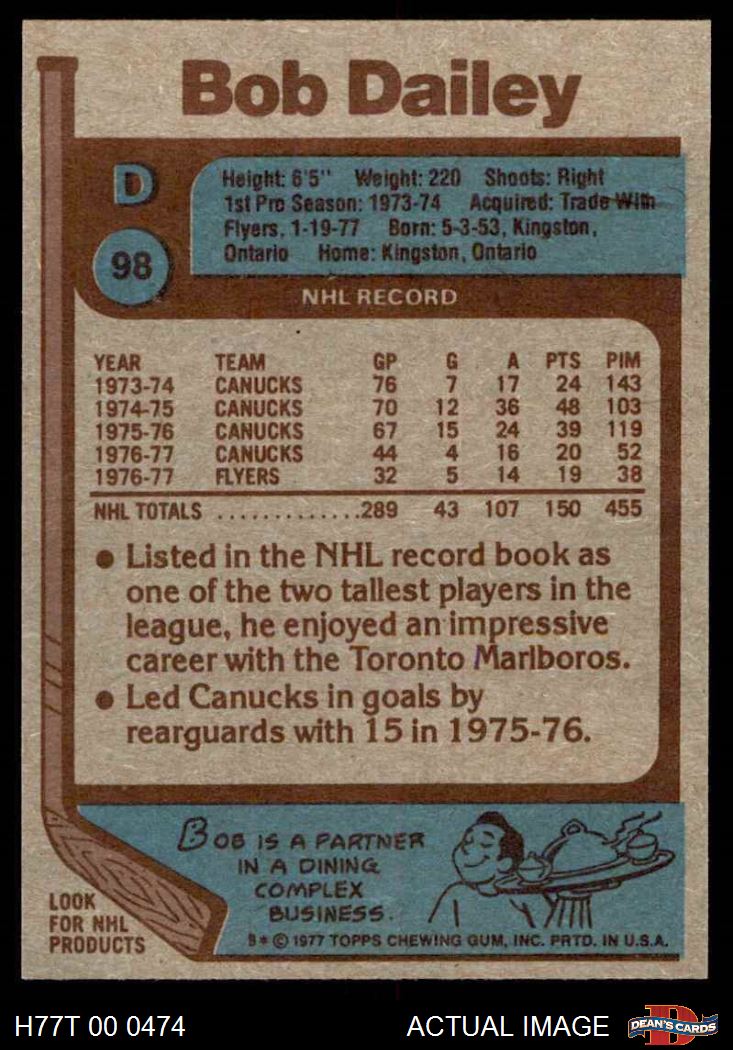 Bob Dailey
D
98
Height: 6'5" Weight: 220 Shoots: Right
1st Pro Season: 1973-74 Acquired: Trade With
Flyers, 1-19-77 Born: 5-3-53, Kingston,
Ontario Home: Kingston, Ontario
NHL RECORD
YEAR TEAM GP G A PTS PIM
1973-74 CANUCKS 76 7 17 24 143
1974-75 CANUCKS 70 12 36 48 103
1975-76 CANUCKS 67 15 24 39 119
1976-77 CANUCKS 44 4 16 20 52
1976-77 FLYERS 32 5 14 19 38
NHL TOTALS .............289 43 107 150 455
● Listed in the NHL record book as
one of the two tallest players in the
league, he enjoyed an impressive
career with the Toronto Marlboros.
● Led Canucks in goals by
rearguards with 15 in 1975-76.
BOB IS A PARTNER
IN A DINING
COMPLEX
BUSINESS.
LOOK
FOR NHL
PRODUCTS
B* © 1977 TOPPS CHEWING GUM, INC. PRTD. IN U.S.A.
H77T 00 0474 ACTUAL IMAGE
D
DEAN'S CARDS